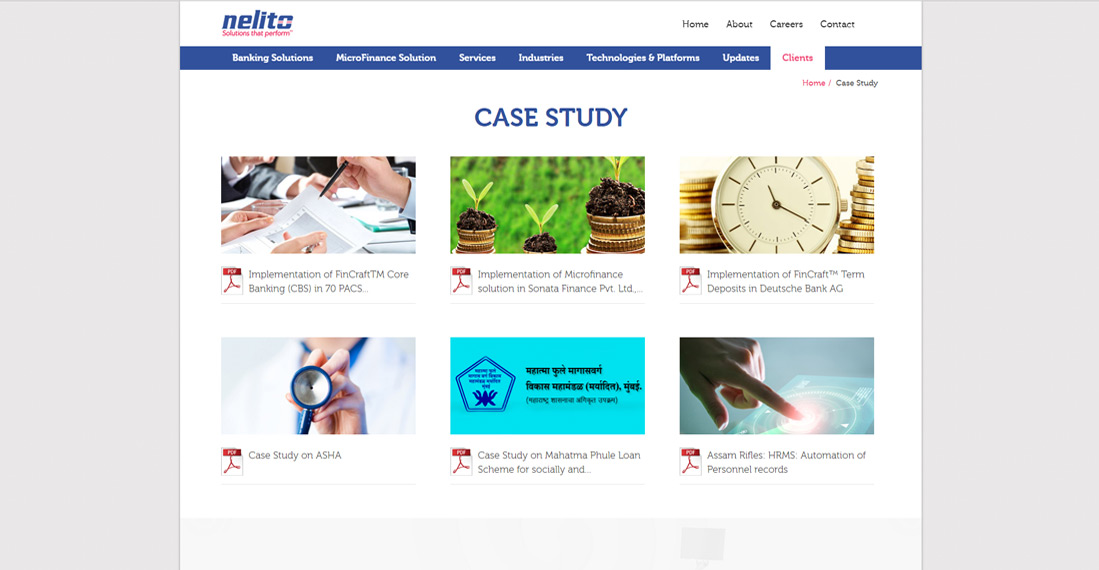 nelito
Solutions that perform™
Home About Careers Contact
Banking Solutions MicroFinance Solution Services Industries Technologies & Platforms Updates Clients
Home / Case Study
CASE STUDY
PDF Implementation of FinCraftTM Core
Banking (CBS) in 70 PACS...
PDF Implementation of Microfinance
solution in Sonata Finance Pvt. Ltd.,...
PDF Implementation of FinCraft™ Term
Deposits in Deutsche Bank AG
महात्मा फुले मागासवर्ग
विकास महामंडळ (मर्यादित), मुंबई.
(महाराष्ट्र शासनाचा अंगिकृत उपक्रम)
PDF Case Study on ASHA
PDF Case Study on Mahatma Phule Loan
Scheme for socially and...
PDF Assam Rifles: HRMS: Automation of
Personnel records